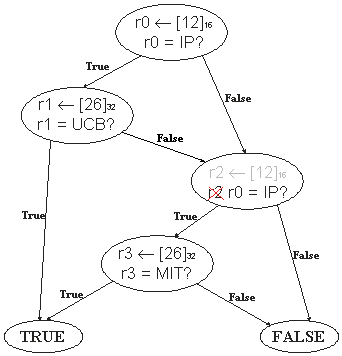 r0 ← [12]16
r0 = IP?
True
False
r1 ← [26]32
r1 = UCB?
False
r2 ← [12]16
r2 r0 = IP?
True
True
False
r3 ← [26]32
r3 = MIT?
True
False
TRUE
FALSE